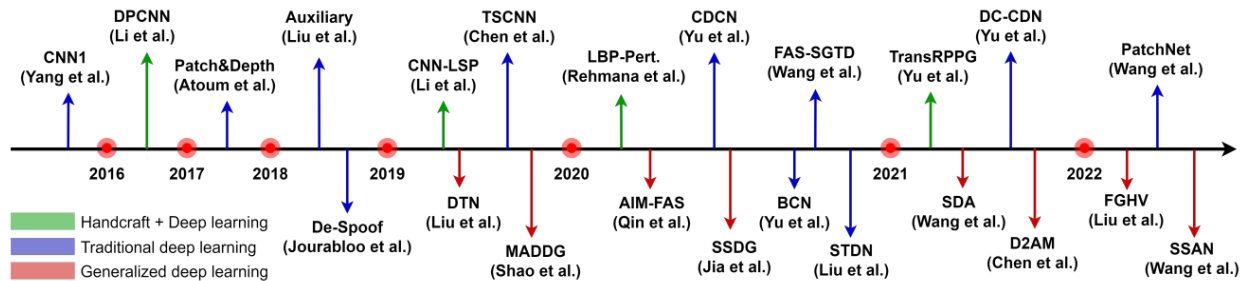 CNN1
(Yang et al.)
DPCNN
(Li et al.)
Patch&Depth
(Atoum et al.)
Auxiliary
(Liu et al.)
CNN-LSP
(Li et al.)
TSCNN
(Chen et al.)
LBP-Pert.
(Rehmana et al.)
CDCN
(Yu et al.)
FAS-SGTD
(Wang et al.)
TransRPPG
(Yu et al.)
DC-CDN
(Yu et al.)
PatchNet
(Wang et al.)
2016
2017
2018
2019
2020
2021
2022
De-Spoof
(Jourabloo et al.)
DTN
(Liu et al.)
MADDG
(Shao et al.)
AIM-FAS
(Qin et al.)
SSDG
(Jia et al.)
BCN
(Yu et al.)
STDN
(Liu et al.)
SDA
(Wang et al.)
D2AM
(Chen et al.)
FGHV
(Liu et al.)
SSAN
(Wang et al.)
Handcraft + Deep learning
Traditional deep learning
Generalized deep learning